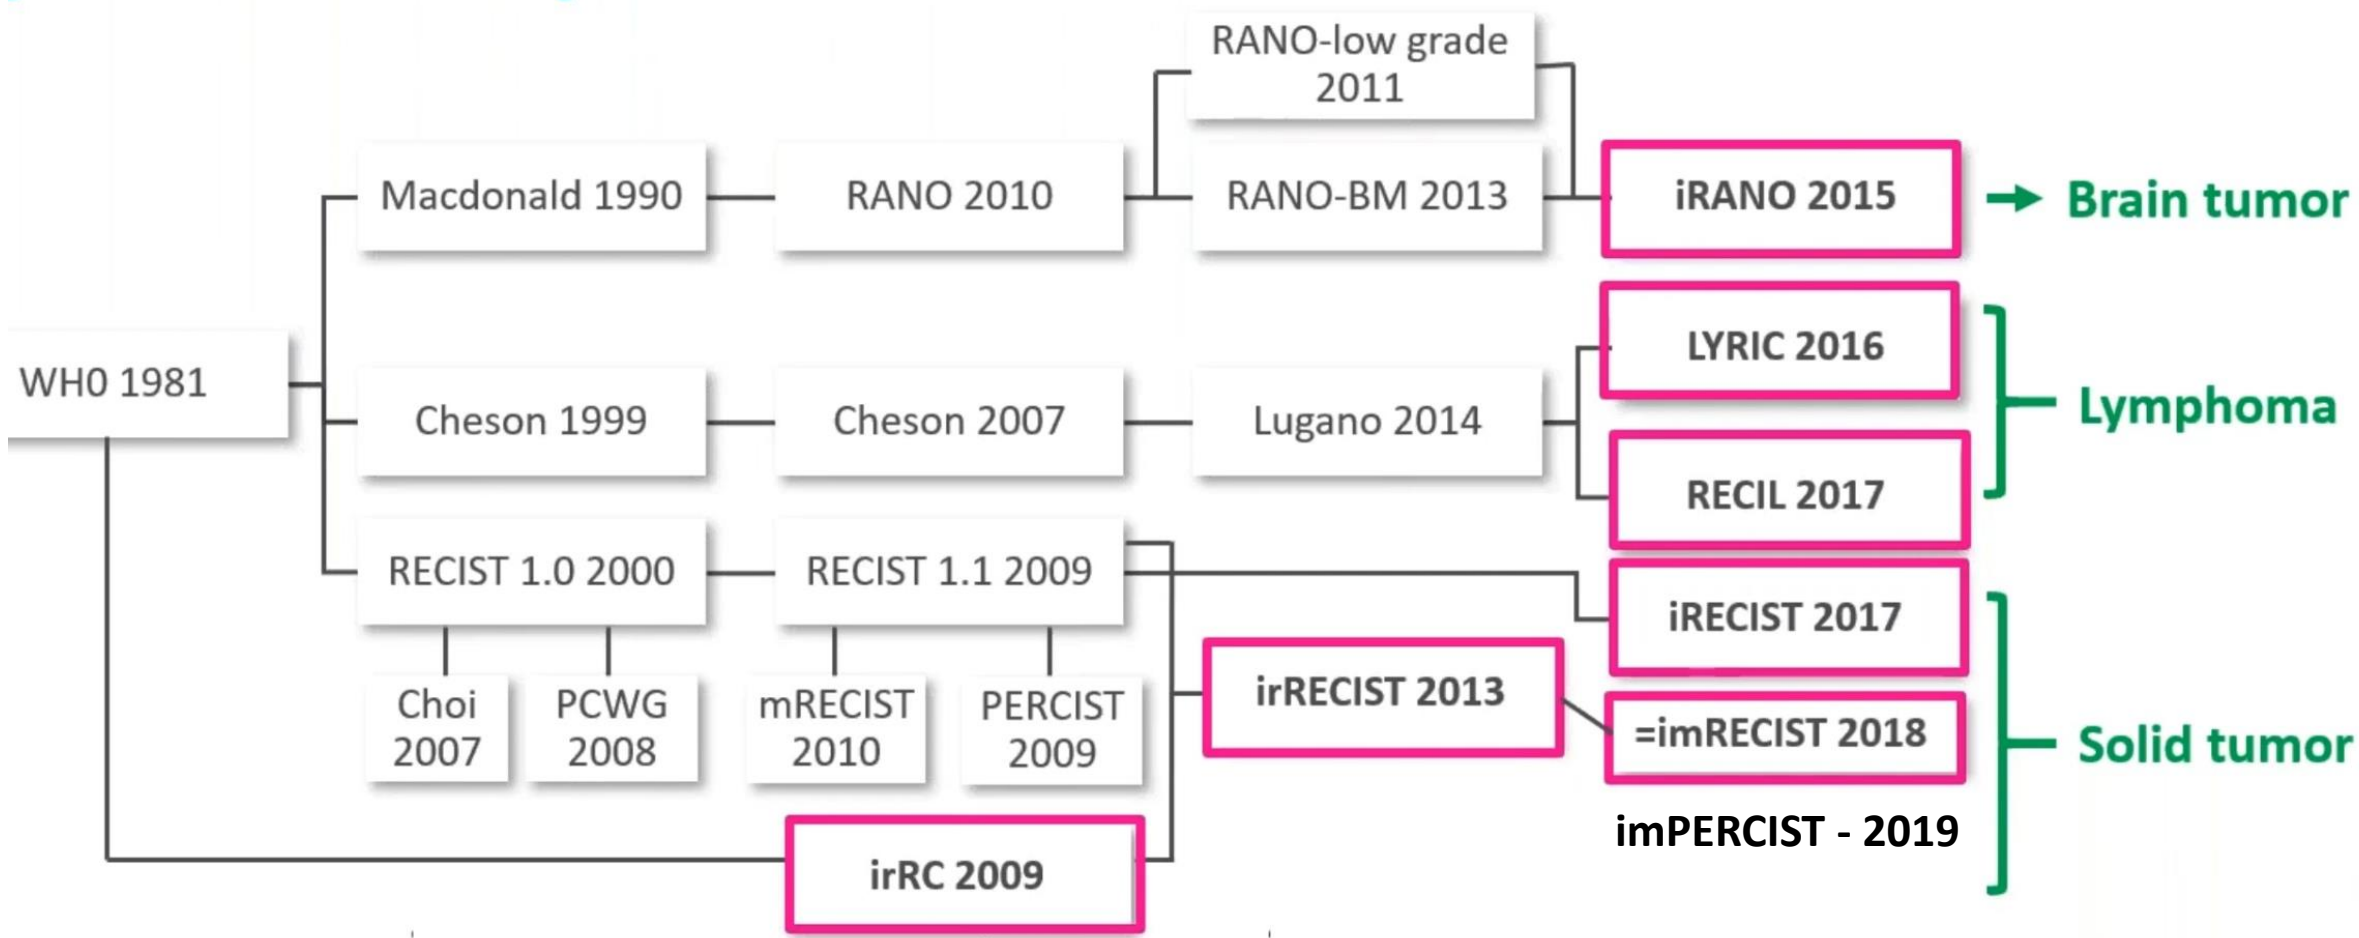 RANO-low grade
2011
Macdonald 1990
RANO 2010
RANO-BM 2013
iRANO 2015
Brain tumor
WH0 1981
Cheson 1999
Cheson 2007
Lugano 2014
LYRIC 2016
RECIL 2017
Lymphoma
RECIST 1.0 2000
RECIST 1.1 2009
iRECIST 2017
Choi
2007
PCWG
2008
mRECIST
2010
PERCIST
2009
irRECIST 2013
=imRECIST 2018
imPERCIST - 2019
Solid tumor
irRC 2009